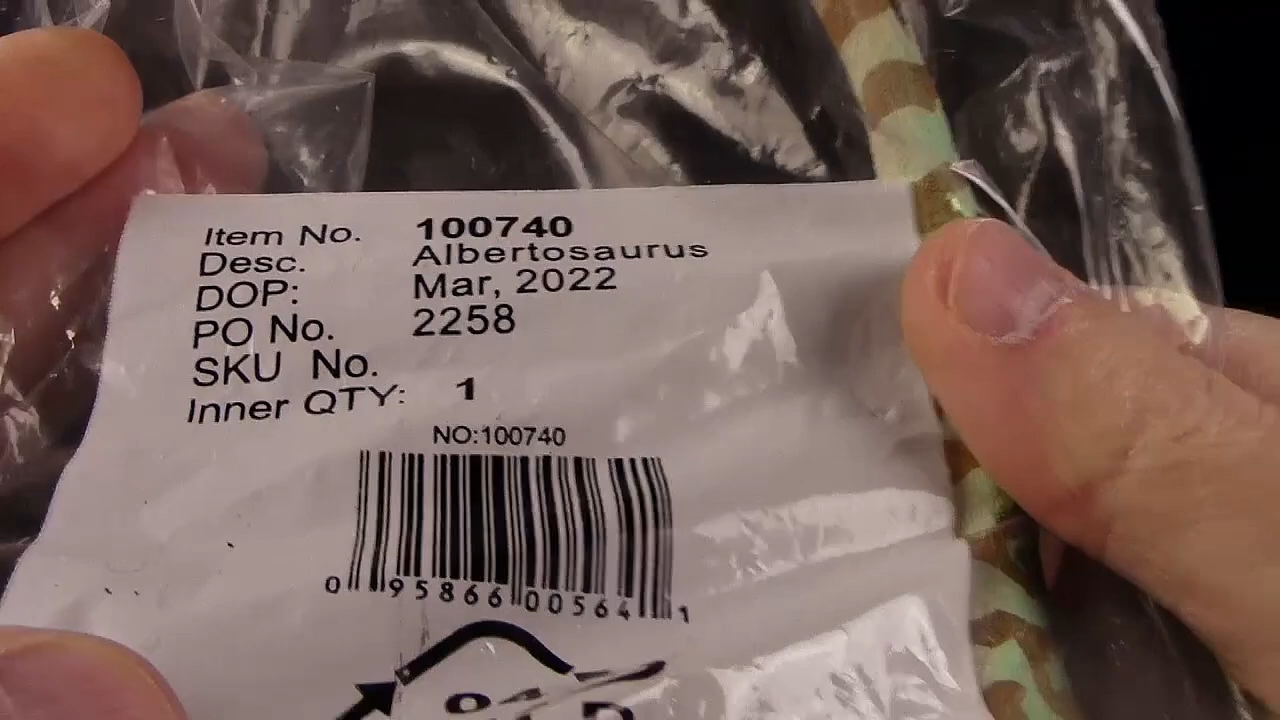 Item No. 100740
Desc. Albertosaurus
DOP: Mar, 2022
PO No. 2258
SKU No.
Inner QTY: 1
NO:100740
0 95866 00564 1